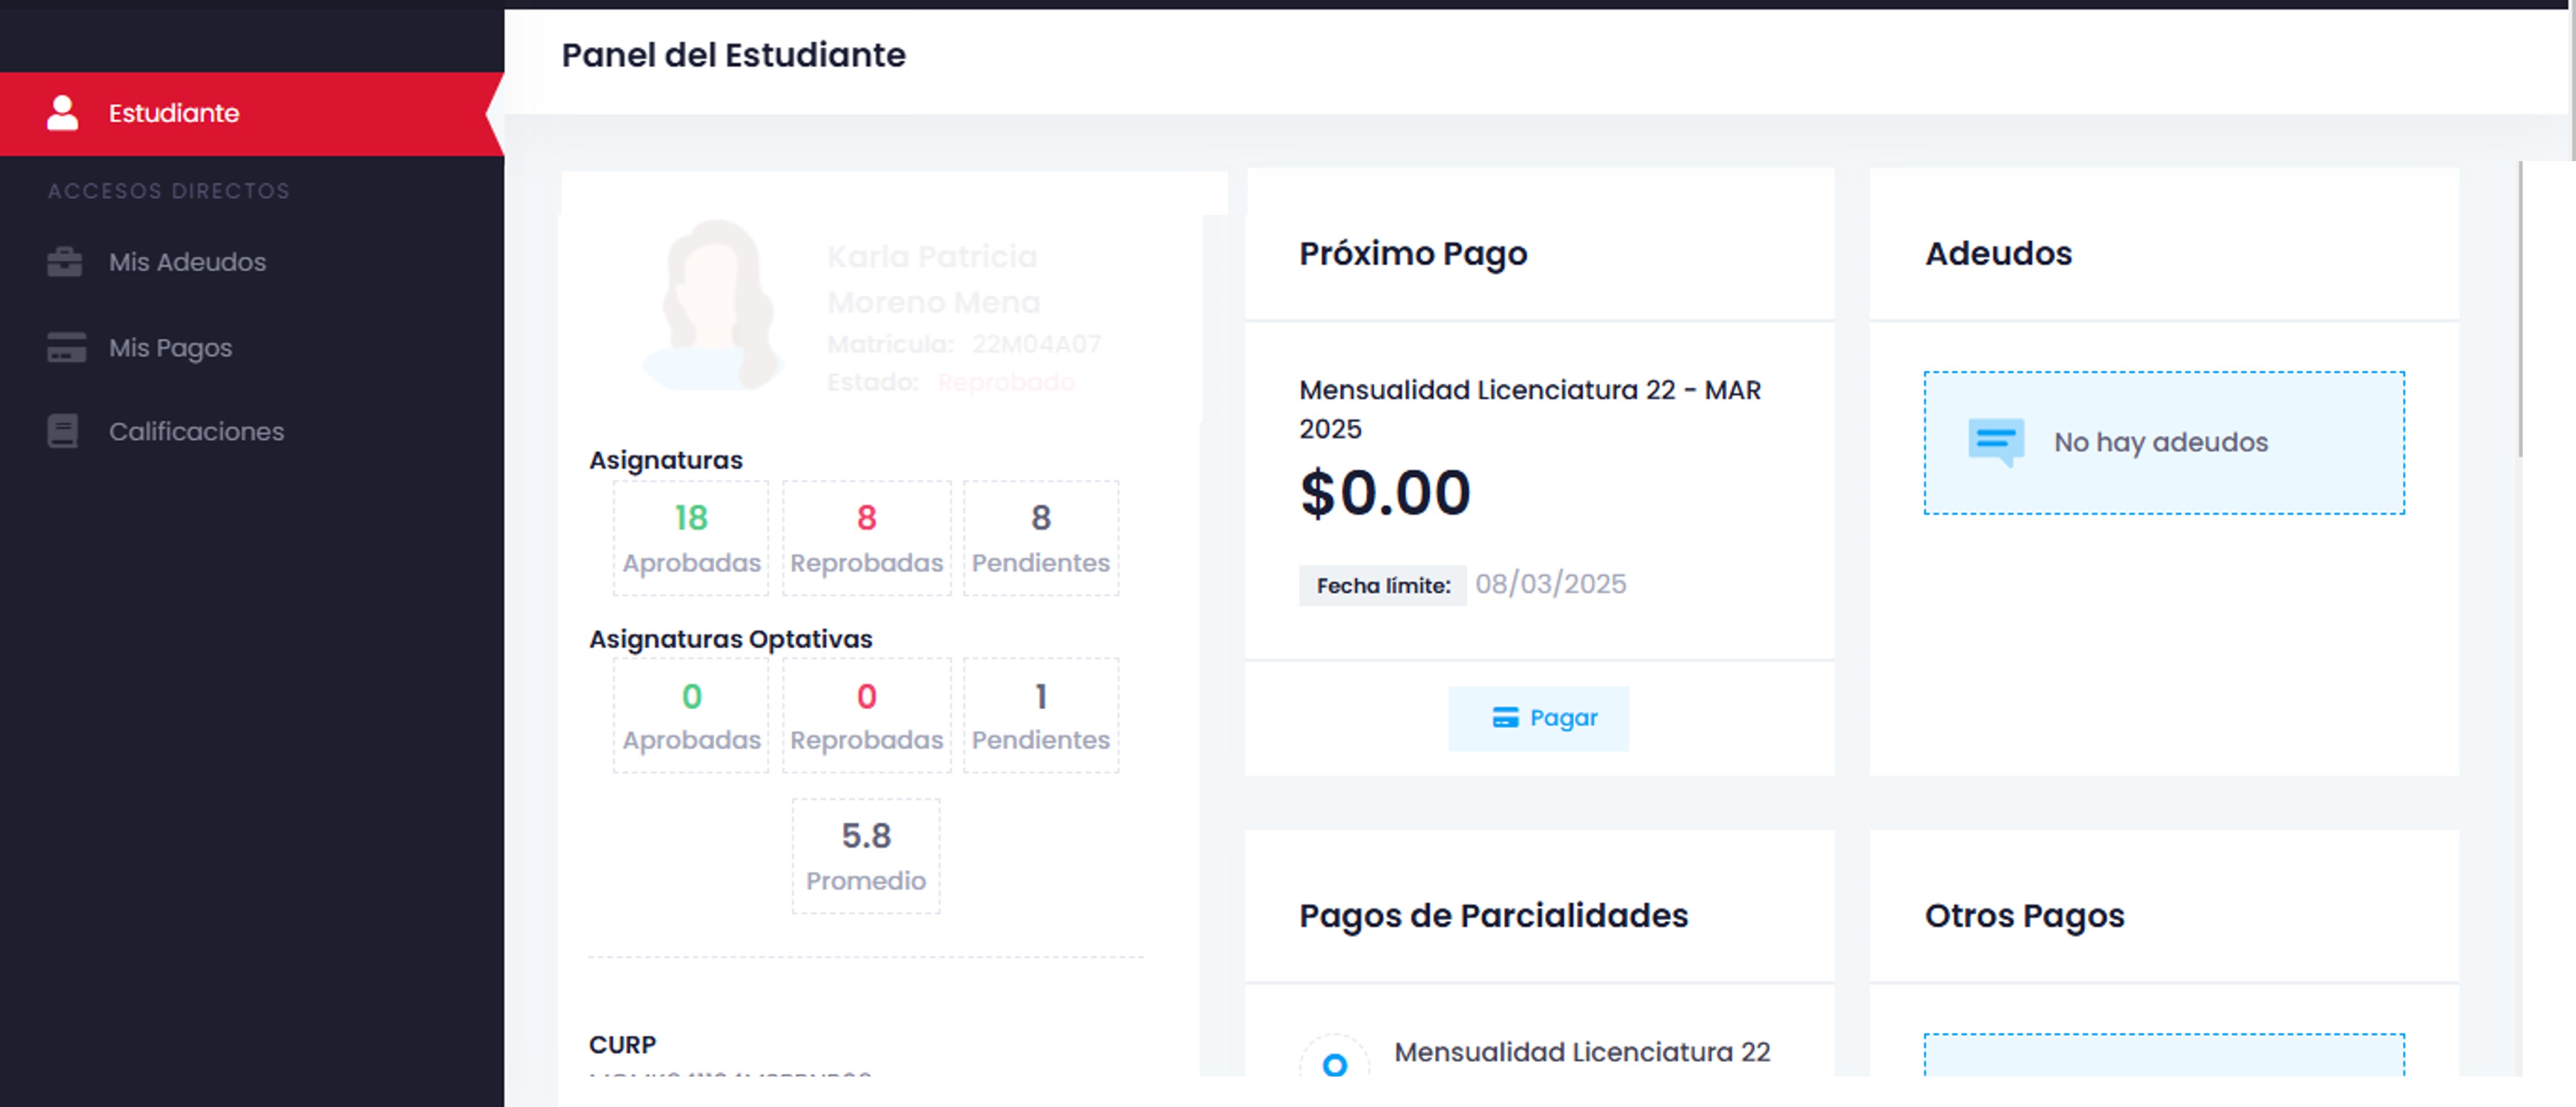 Panel del Estudiante
Estudiante
ACCESOS DIRECTOS
Mis Adeudos
Mis Pagos
Calificaciones
Karla Patricia
Moreno Mena
Matrícula: 22M04A07
Estado: Reprobado
Asignaturas
18 8 8
Aprobadas Reprobadas Pendientes
Asignaturas Optativas
0 0 1
Aprobadas Reprobadas Pendientes
5.8
Promedio
CURP
Próximo Pago
Mensualidad Licenciatura 22 - MAR
2025
$0.00
Fecha límite: 08/03/2025
Pagar
Adeudos
No hay adeudos
Pagos de Parcialidades
Mensualidad Licenciatura 22
Otros Pagos